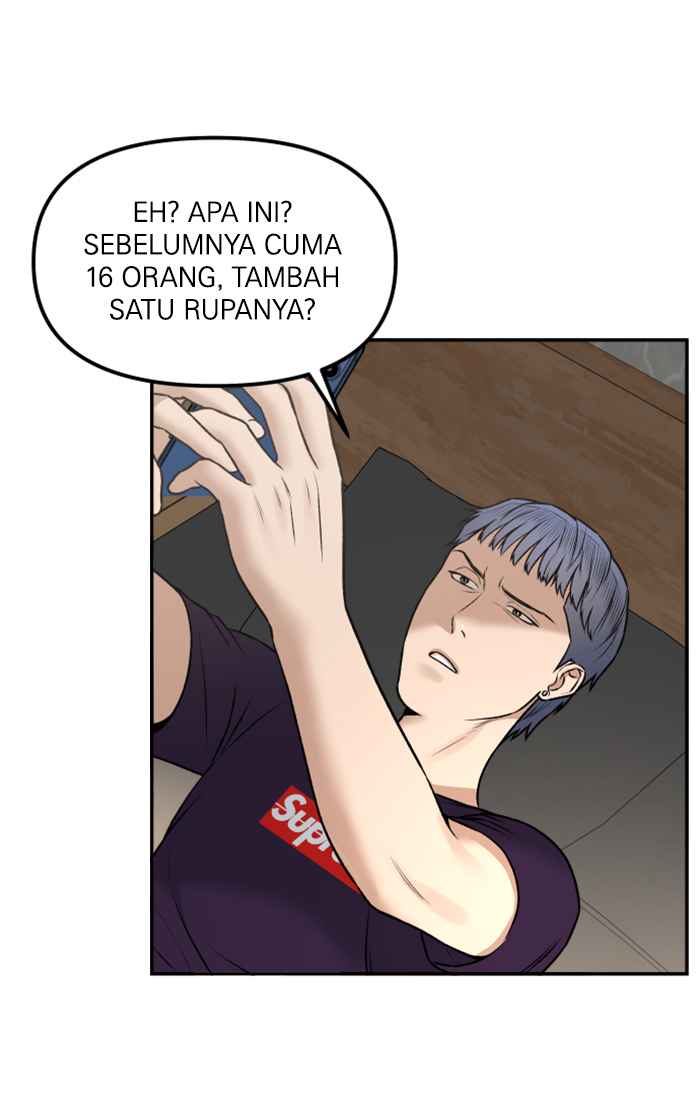 EH? APA INI?
SEBELUMNYA CUMA
16 ORANG, TAMBAH
SATU RUPANYA?